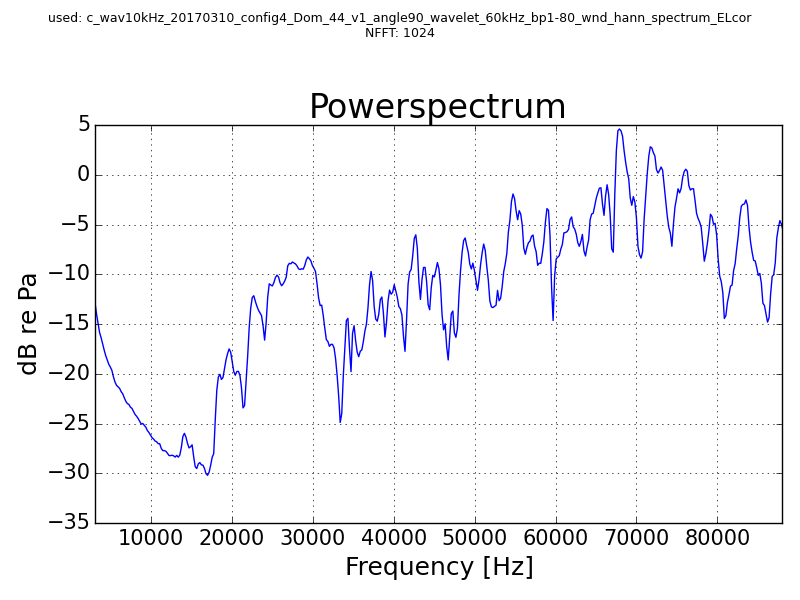 used: c_wav10kHz_20170310_config4_Dom_44_v1_angle90_wavelet_60kHz_bp1-80_wnd_hann_spectrum_ELcor
NFFT: 1024
Powerspectrum
5
0
−5
−10
−15
−20
−25
−30
−35
dB re Pa
10000 20000 30000 40000 50000 60000 70000 80000
Frequency [Hz]